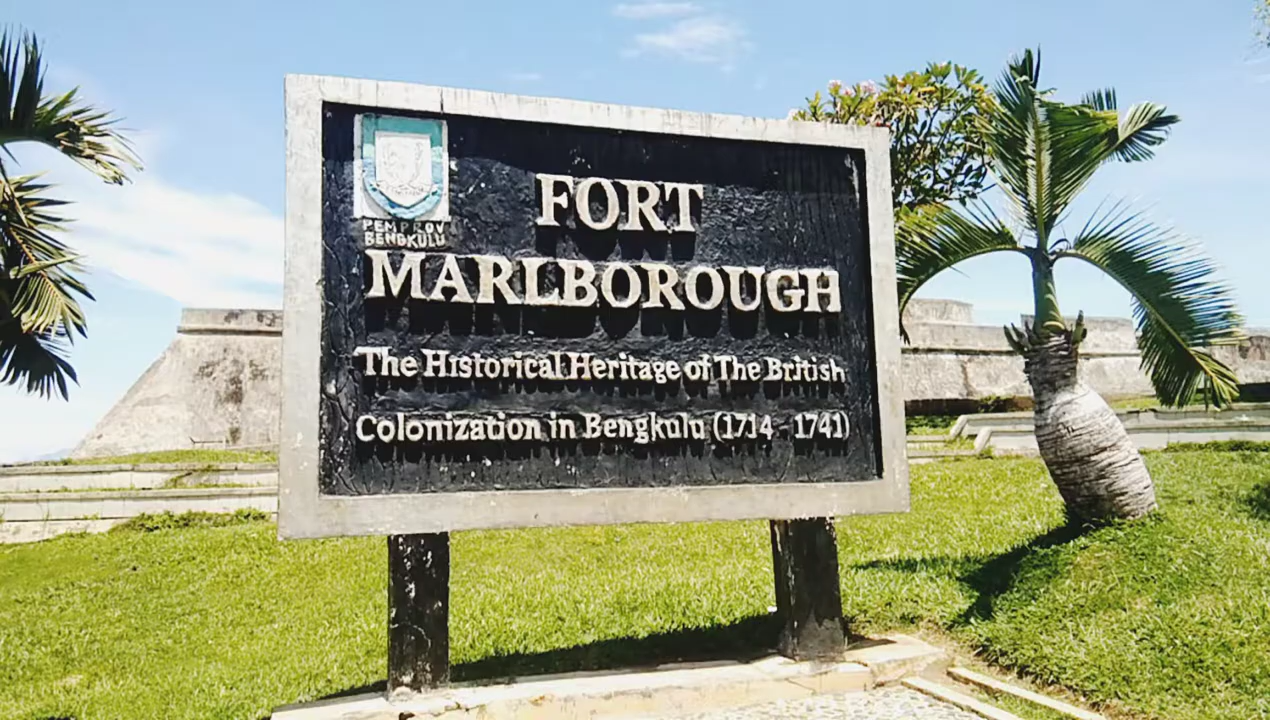 PEMPROV
BENGKULU
FORT
MARLBOROUGH
The Historical Heritage of The British
Colonization in Bengkulu (1714 - 1741)